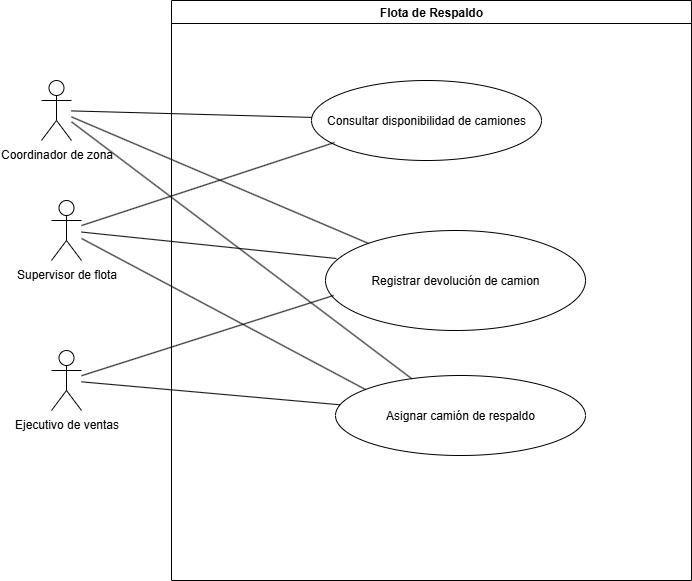 Flota de Respaldo
Consultar disponibilidad de camiones
Coordinador de zona
Supervisor de flota
Registrar devolución de camion
Ejecutivo de ventas
Asignar camión de respaldo